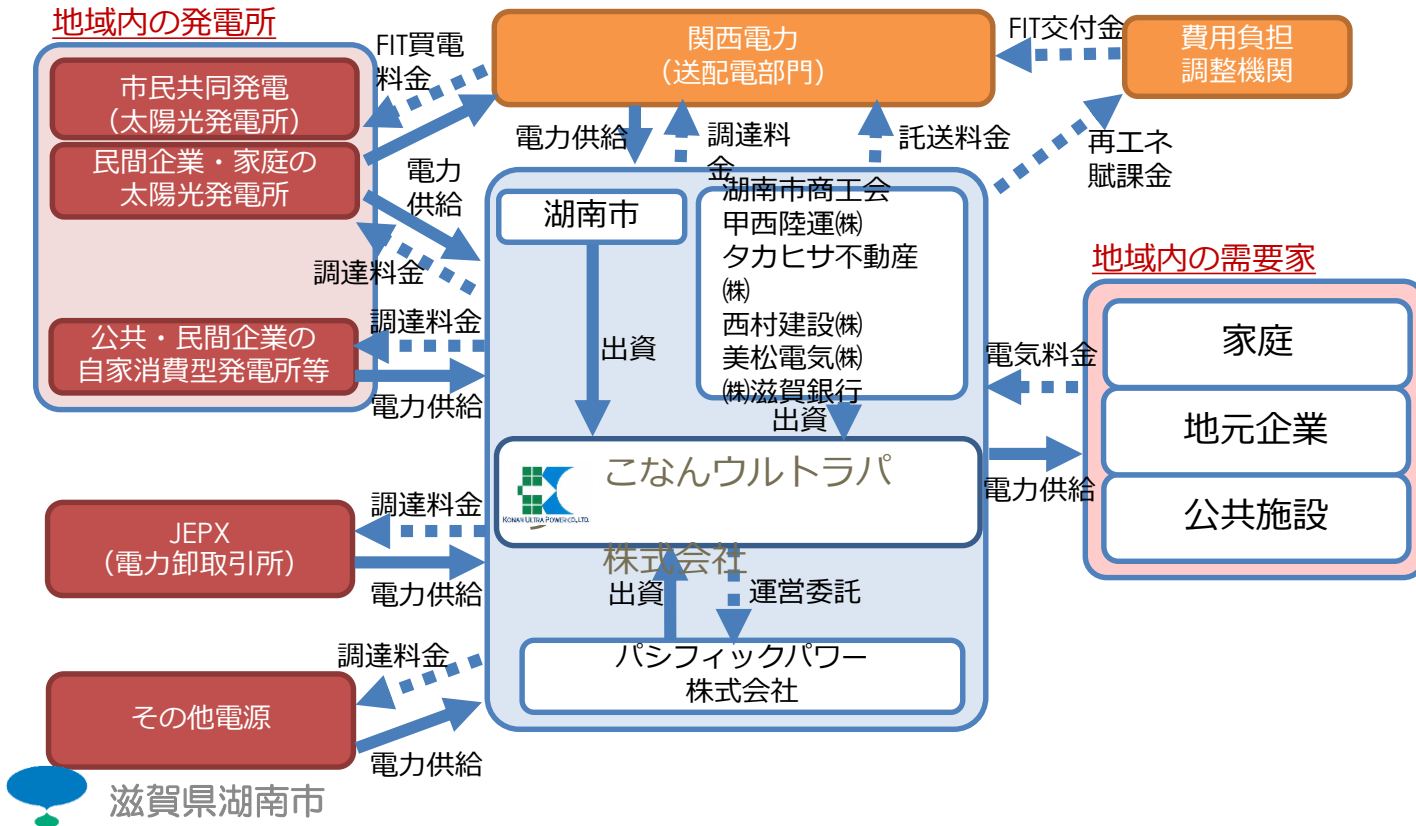 地域内の発電所
市民共同発電
（太陽光発電所）
民間企業・家庭の
太陽光発電所
公共・民間企業の
自家消費型発電所等
FIT買電
料金
関西電力
（送配電部門）
FIT交付金
費用負担
調整機関
電力供給
調達料
金
託送料金
再エネ
賦課金
電力
供給
調達料金
調達料金
電力供給
湖南市
湖南市商工会
甲西陸運㈱
タカヒサ不動産
㈱
西村建設㈱
美松電気㈱
㈱滋賀銀行
出資
出資
地域内の需要家
家庭
地元企業
公共施設
電気料金
電力供給
KONAN ULTRA POWER CO., LTD.
こなんウルトラパ
株式会社
JEPX
（電力卸取引所）
調達料金
電力供給
出資
運営委託
パシフィックパワー
株式会社
その他電源
調達料金
電力供給
滋賀県湖南市